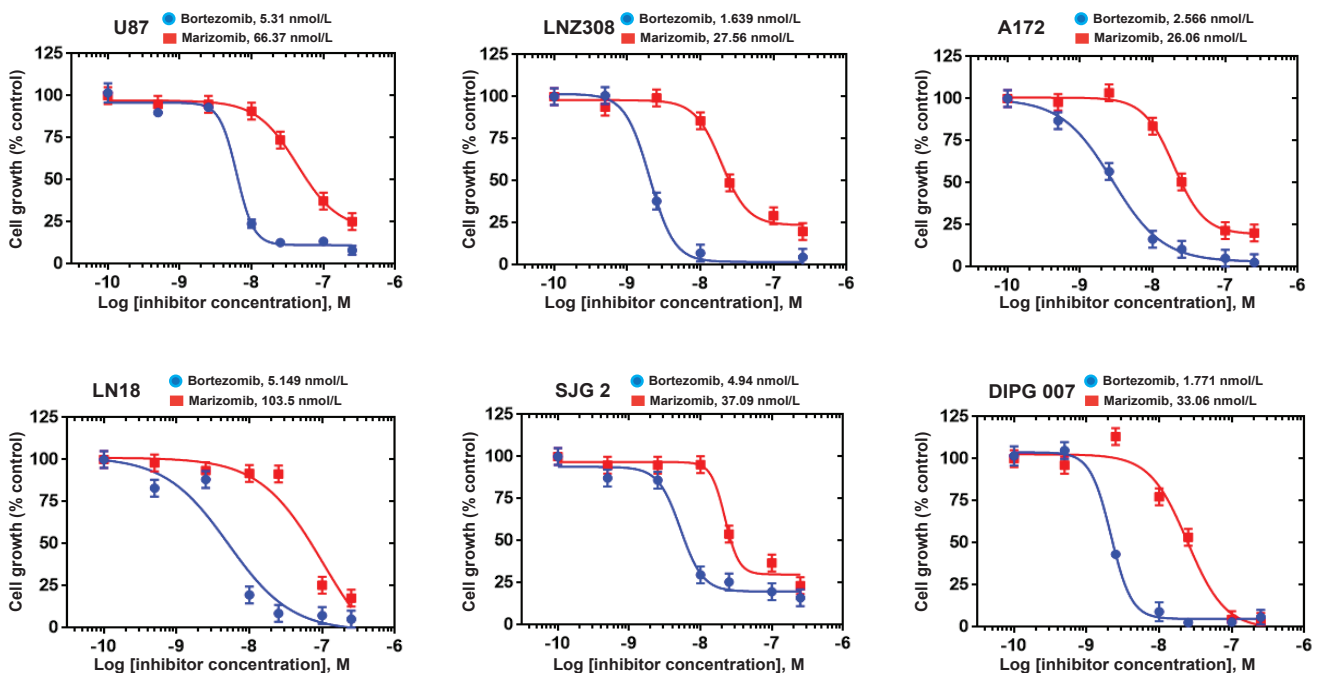 U87
Bortezomib, 5.31 nmol/L
Marizomib, 66.37 nmol/L
Cell growth (% control)
125
100
75
50
25
0
-10 -9 -8 -7 -6
Log [inhibitor concentration], M
LNZ308
Bortezomib, 1.639 nmol/L
Marizomib, 27.56 nmol/L
Cell growth (% control)
125
100
75
50
25
0
-10 -9 -8 -7 -6
Log [inhibitor concentration], M
A172
Bortezomib, 2.566 nmol/L
Marizomib, 26.06 nmol/L
Cell growth (% control)
125
100
75
50
25
0
-10 -9 -8 -7 -6
Log [inhibitor concentration], M
LN18
Bortezomib, 5.149 nmol/L
Marizomib, 103.5 nmol/L
Cell growth (% control)
125
100
75
50
25
0
-10 -9 -8 -7 -6
Log [inhibitor concentration], M
SJG 2
Bortezomib, 4.94 nmol/L
Marizomib, 37.09 nmol/L
Cell growth (% control)
125
100
75
50
25
0
-10 -9 -8 -7 -6
Log [inhibitor concentration], M
DIPG 007
Bortezomib, 1.771 nmol/L
Marizomib, 33.06 nmol/L
Cell growth (% control)
125
100
75
50
25
0
-10 -9 -8 -7 -6
Log [inhibitor concentration], M